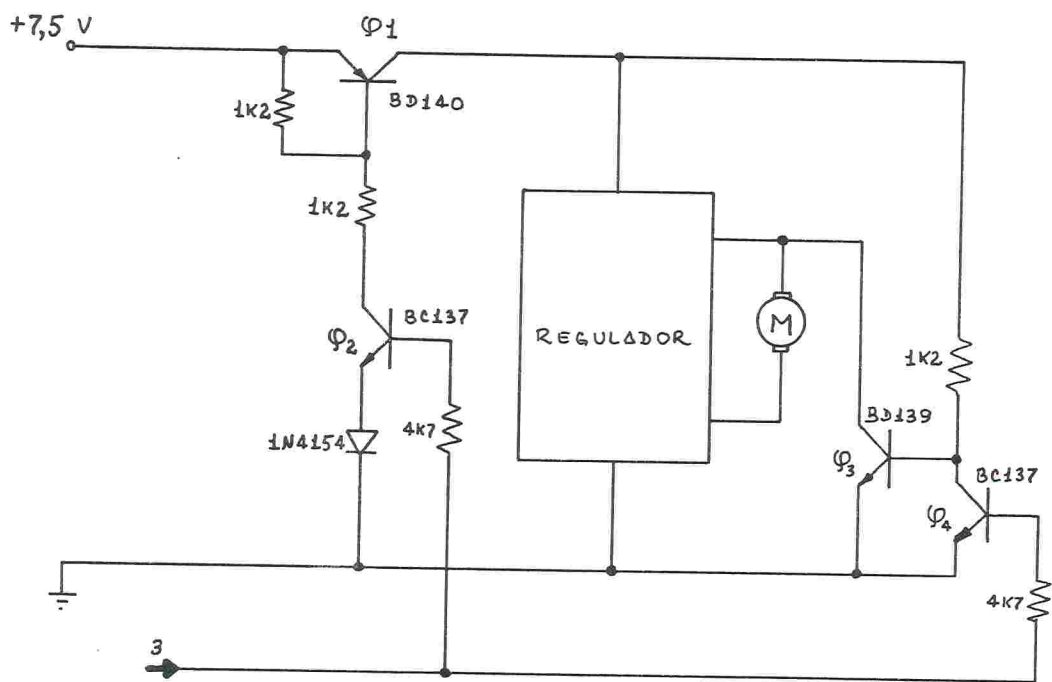 +7,5 V
φ1
BD140
1K2
1K2
BC137
φ2
1N4154
4K7
REGULADOR
M
1K2
BD139
φ3
BC137
φ4
4K7
3